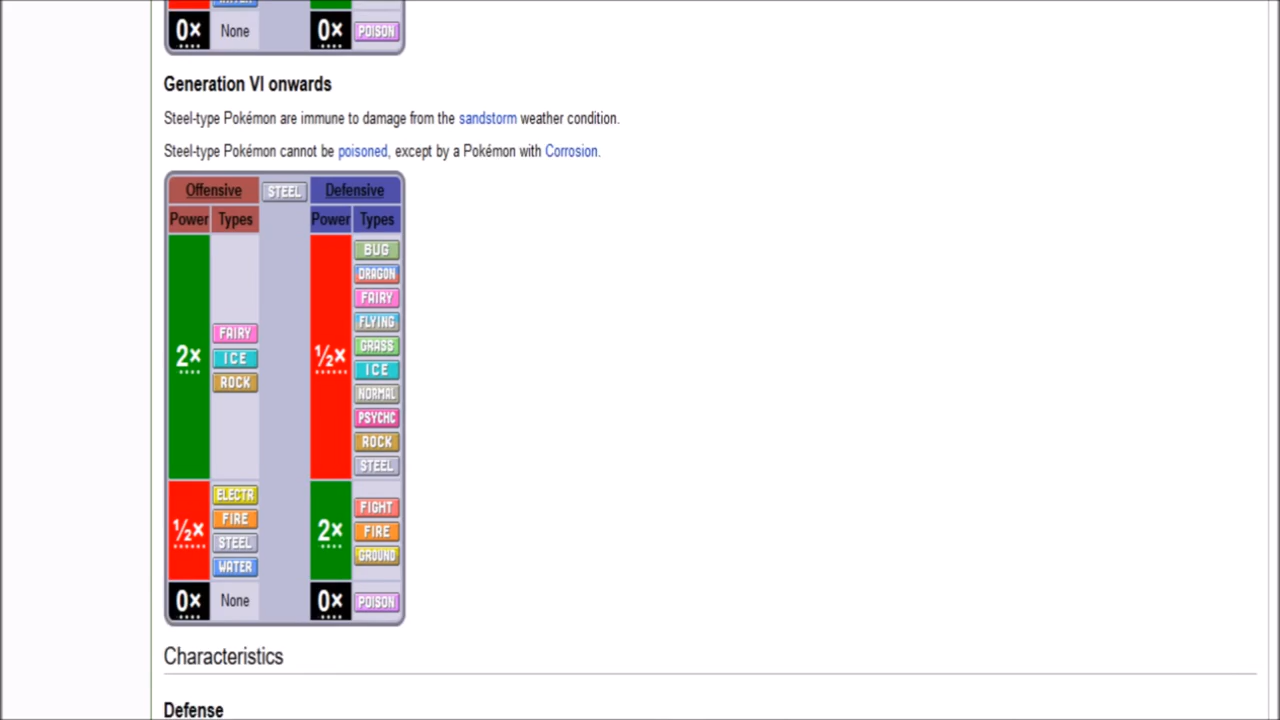 0× None 0× POISON
Generation VI onwards
Steel-type Pokémon are immune to damage from the sandstorm weather condition.
Steel-type Pokémon cannot be poisoned, except by a Pokémon with Corrosion.
Offensive STEEL Defensive
Power Types Power Types
2×
FAIRY
ICE
ROCK
½×
BUG
DRAGON
FAIRY
FLYING
GRASS
ICE
NORMAL
PSYCHC
ROCK
STEEL
½×
ELECTR
FIRE
STEEL
WATER
2×
FIGHT
FIRE
GROUND
0× None 0× POISON
Characteristics
Defense